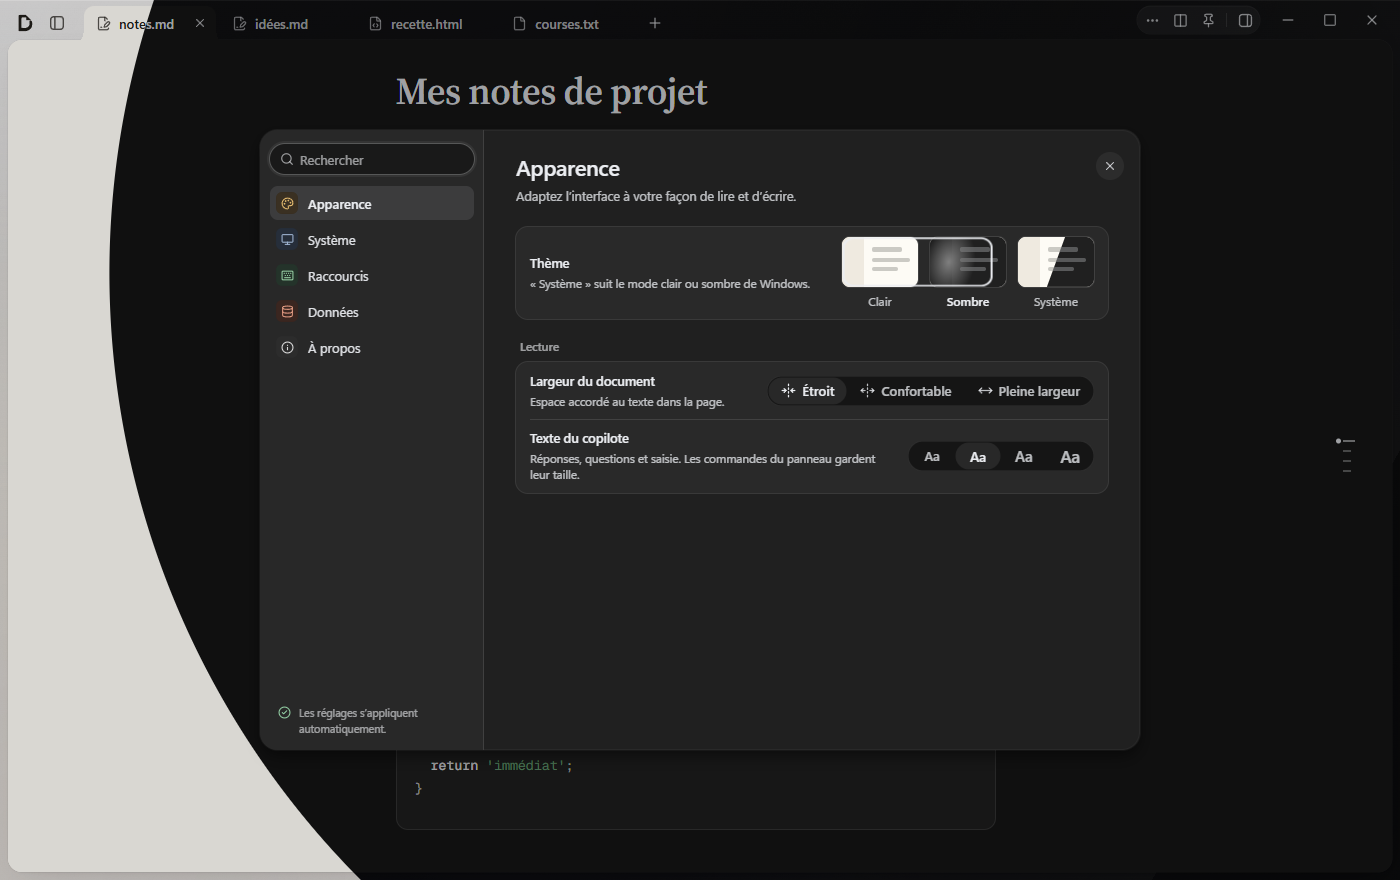 notes.md
idées.md
recette.html
courses.txt
Mes notes de projet
Rechercher
Apparence
Système
Raccourcis
Données
À propos
Les réglages s'appliquent
automatiquement.
Apparence
Adaptez l'interface à votre façon de lire et d'écrire.
Thème
« Système » suit le mode clair ou sombre de Windows.
Clair
Sombre
Système
Lecture
Largeur du document
Espace accordé au texte dans la page.
Étroit
Confortable
Pleine largeur
Texte du copilote
Réponses, questions et saisie. Les commandes du panneau gardent
leur taille.
Aa
Aa
Aa
Aa
return 'immédiat';
}